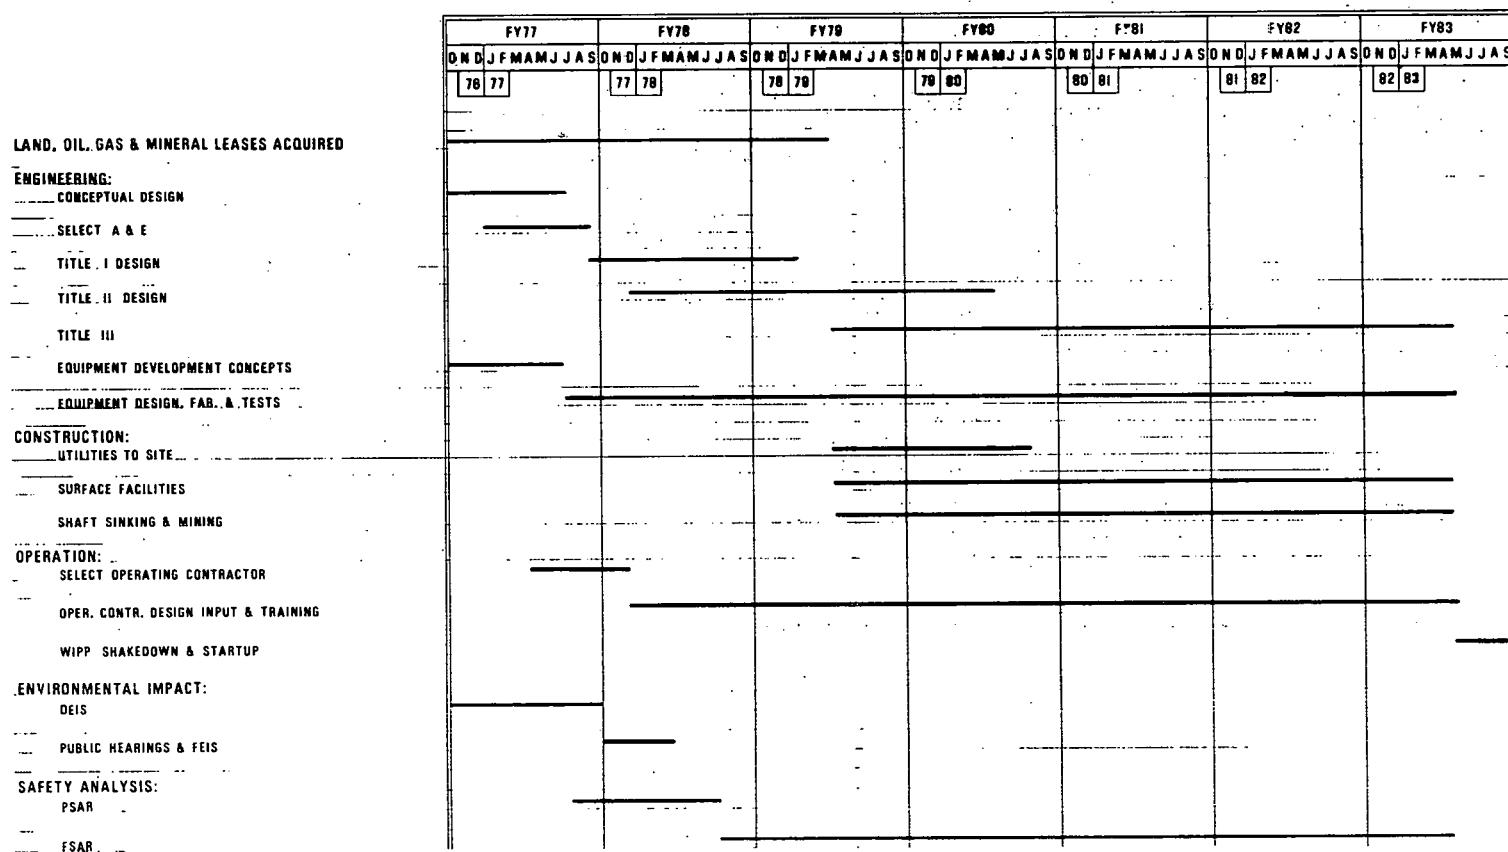 FY77 FY78 FY79 FY80 FY81 FY82 FY83
O N D J F M A M J J A S O N D J F M A M J J A S O N D J F M A M J J A S O N D J F M A M J J A S O N D J F M A M J J A S O N D J F M A M J J A S O N D J F M A M J J A S
76 77 77 78 78 79 79 80 80 81 81 82 82 83
LAND, OIL, GAS & MINERAL LEASES ACQUIRED
ENGINEERING:
CONCEPTUAL DESIGN
SELECT A & E
TITLE I DESIGN
TITLE II DESIGN
TITLE III
EQUIPMENT DEVELOPMENT CONCEPTS
EQUIPMENT DESIGN, FAB. & TESTS
CONSTRUCTION:
UTILITIES TO SITE
SURFACE FACILITIES
SHAFT SINKING & MINING
OPERATION:
SELECT OPERATING CONTRACTOR
OPER. CONTR. DESIGN INPUT & TRAINING
WIPP SHAKEDOWN & STARTUP
ENVIRONMENTAL IMPACT:
DEIS
PUBLIC HEARINGS & FEIS
SAFETY ANALYSIS:
PSAR
FSAR